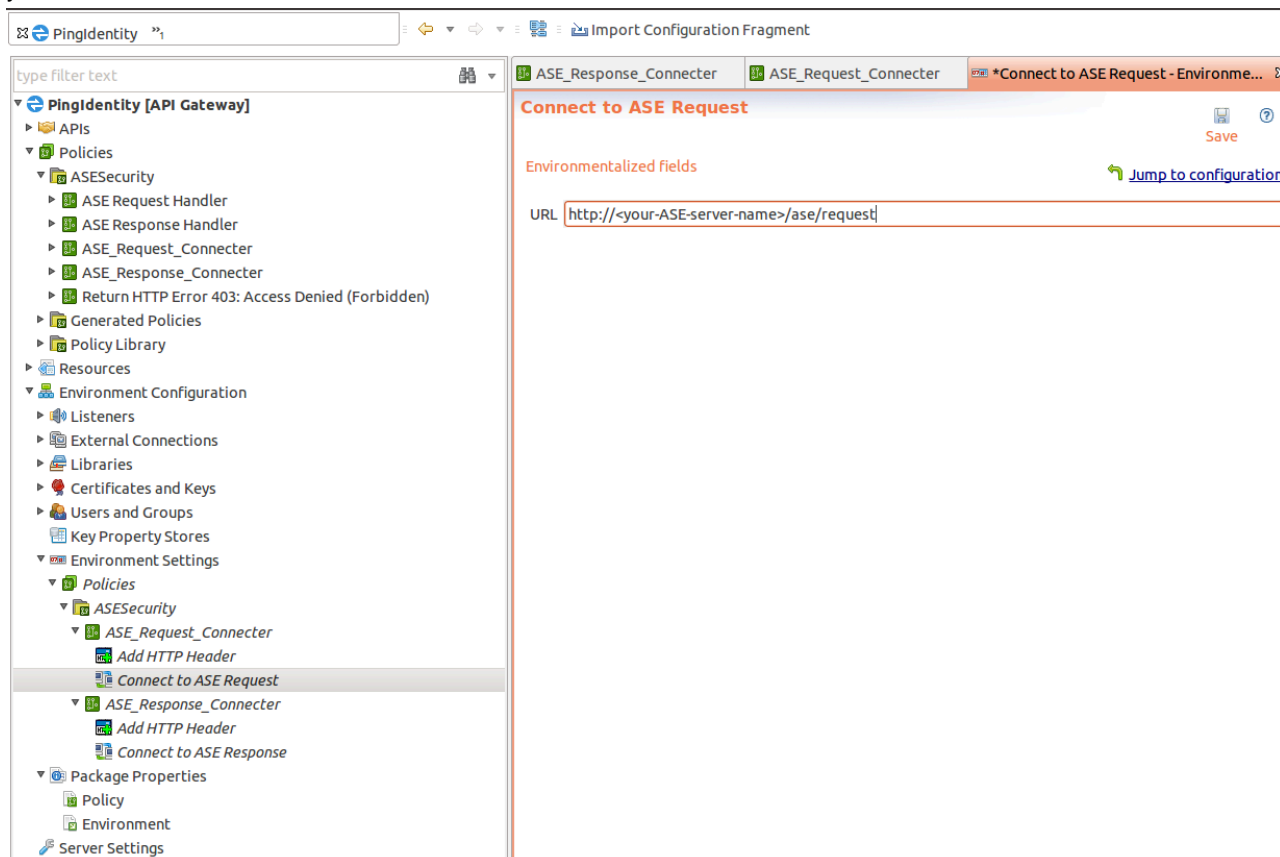 PingIdentity »1
Import Configuration Fragment
type filter text
PingIdentity [API Gateway]
APIs
Policies
ASESecurity
ASE Request Handler
ASE Response Handler
ASE_Request_Connecter
ASE_Response_Connecter
Return HTTP Error 403: Access Denied (Forbidden)
Generated Policies
Policy Library
Resources
Environment Configuration
Listeners
External Connections
Libraries
Certificates and Keys
Users and Groups
Key Property Stores
Environment Settings
Policies
ASESecurity
ASE_Request_Connecter
Add HTTP Header
Connect to ASE Request
ASE_Response_Connecter
Add HTTP Header
Connect to ASE Response
Package Properties
Policy
Environment
Server Settings
ASE_Response_Connecter ASE_Request_Connecter *Connect to ASE Request - Environme...
Connect to ASE Request
Save
Environmentalized fields
Jump to configuration
URL http://<your-ASE-server-name>/ase/request